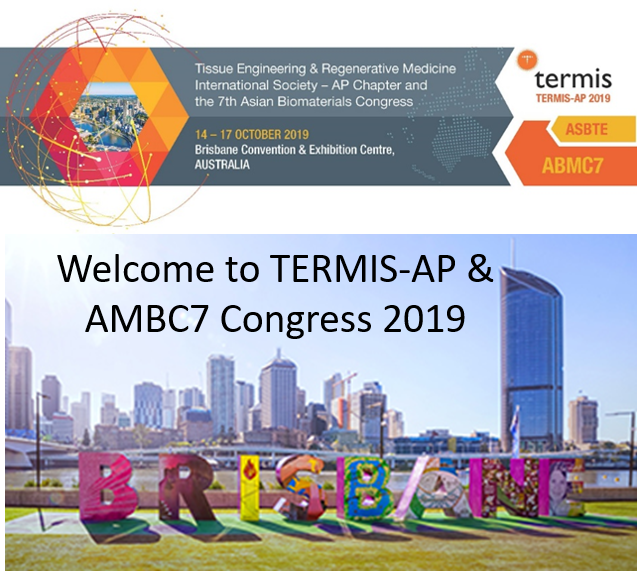 Tissue Engineering & Regenerative Medicine
International Society – AP Chapter and
the 7th Asian Biomaterials Congress
14 – 17 OCTOBER 2019
Brisbane Convention & Exhibition Centre,
AUSTRALIA
termis
TERMIS-AP 2019
ASBTE
ABMC7
Welcome to TERMIS-AP &
AMBC7 Congress 2019
BRISBANE